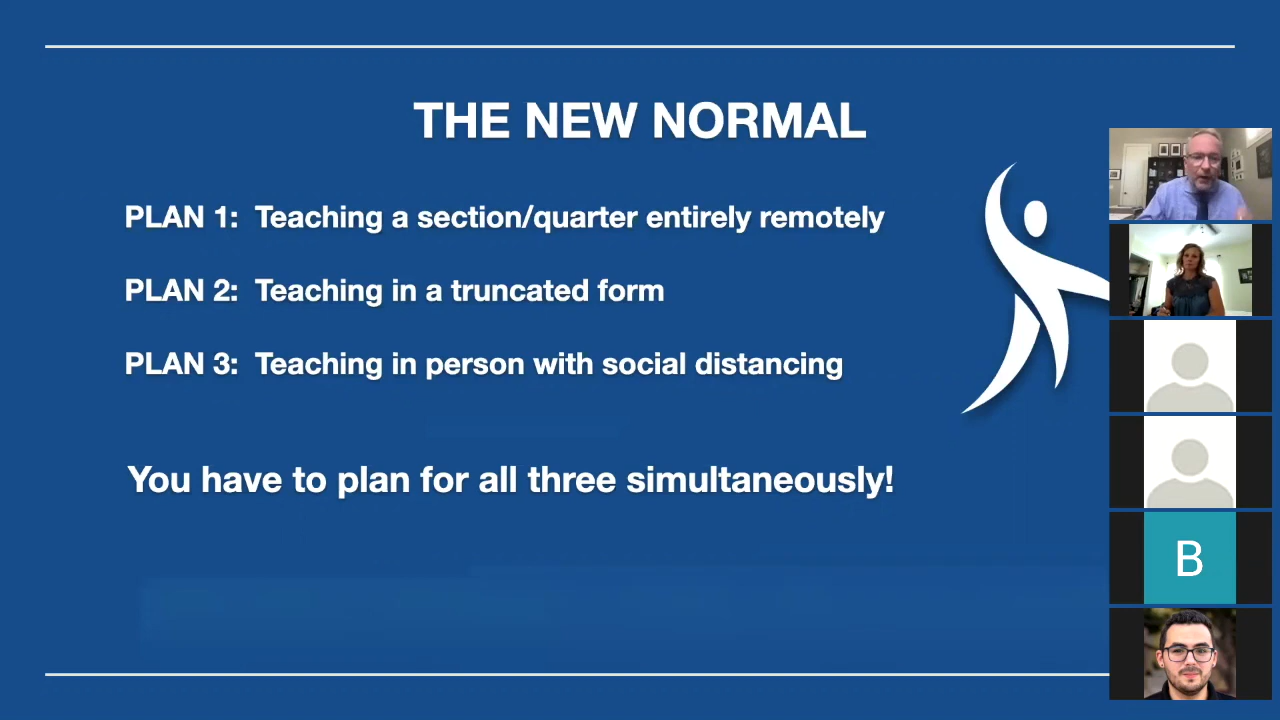 THE NEW NORMAL
PLAN 1: Teaching a section/quarter entirely remotely
PLAN 2: Teaching in a truncated form
PLAN 3: Teaching in person with social distancing
You have to plan for all three simultaneously!
B